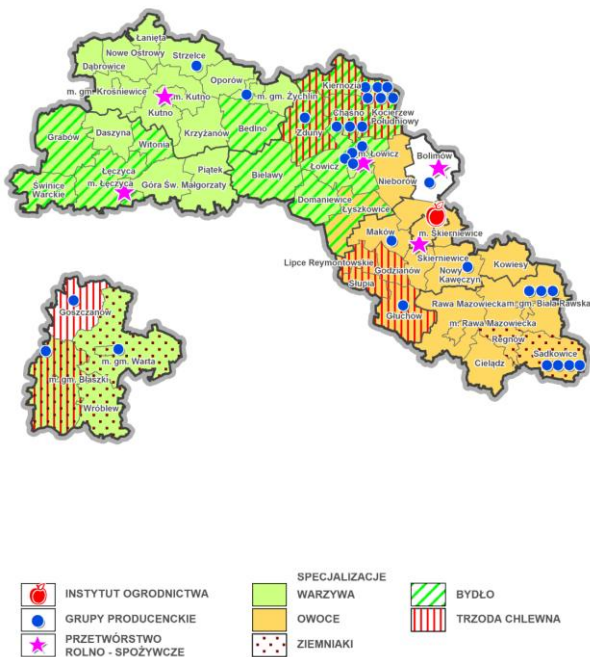 Łanięta
Nowe Ostrowy
Strzelce
Dąbrowice
Oporów
m. gm. Krośniewice
m. Kutno
m. gm. Żychlin
Kutno
Krzyżanów
Bedlno
Kiernozia
Chąśno
Kocierzew
Południowy
Zduny
Grabów
Daszyna
Witonia
Łęczyca
Piątek
m. Łęczyca
Góra Św. Małgorzaty
Świnice
Warckie
Bielawy
Łowicz
m. Łowicz
Domaniewice
Łyszkowice
Nieborów
Bolimów
Maków
m. Skierniewice
Skierniewice
Lipce Reymontowskie
Godzianów
Słupia
Nowy
Kawęczyn
Kowiesy
Głuchów
Rawa Mazowiecka
m. gm. Biała Rawska
m. Rawa Mazowiecka
Regnów
Sadkowice
Cielądz
Goszczanów
m. gm. Warta
m. gm. Błaszki
Wróblew
INSTYTUT OGRODNICTWA
GRUPY PRODUCENCKIE
PRZETWÓRSTWO
ROLNO - SPOŻYWCZE
SPECJALIZACJE
WARZYWA
OWOCE
ZIEMNIAKI
BYDŁO
TRZODA CHLEWNA